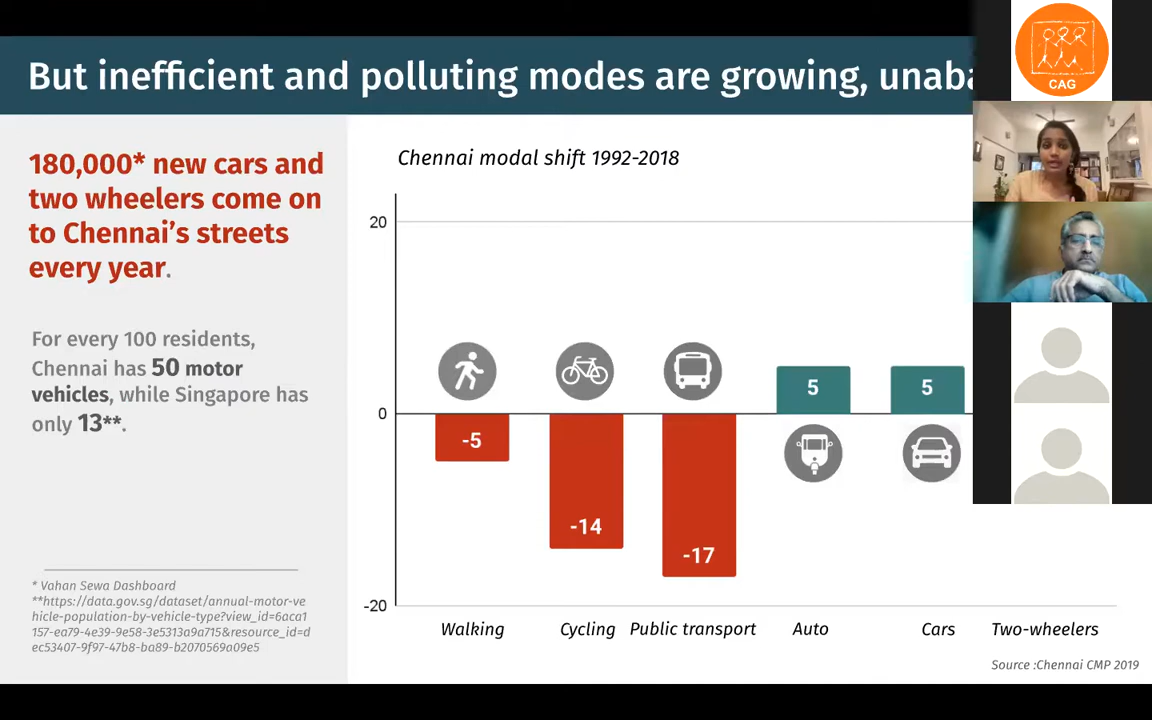 But inefficient and polluting modes are growing,
180,000* new cars and
two wheelers come on
to Chennai's streets
every year.
For every 100 residents,
Chennai has 50 motor
vehicles, while Singapore has
only 13**.
* Vahan Sewa Dashboard
**https://data.gov.sg/dataset/annual-motor-ve
hicle-population-by-vehicle-type?view_id=6aca1
157-ea79-4e39-9e58-3e5313a9a715&resource_id=d
ec53407-9f97-47b8-ba89-b2070569a09e5
Chennai modal shift 1992-2018
20
0
-20
-5
-14
-17
5
5
Walking
Cycling
Public transport
Auto
Cars
Two-wheelers
Source :Chennai CMP 2019
CAG